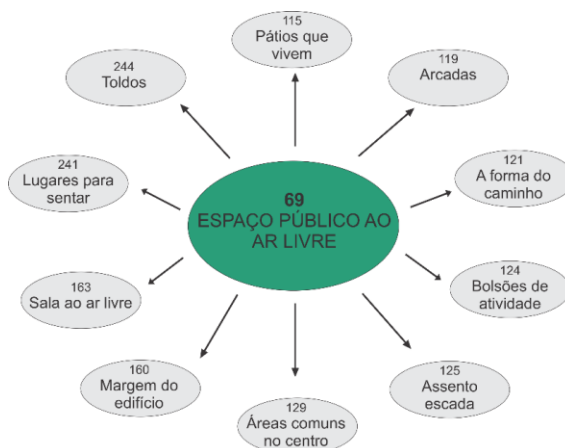 115
Pátios que
vivem
119
Arcadas
121
A forma do
caminho
124
Bolsões de
atividade
125
Assento
escada
129
Áreas comuns
no centro
160
Margem do
edifício
163
Sala ao ar livre
241
Lugares para
sentar
244
Toldos
69
ESPAÇO PÚBLICO AO
AR LIVRE